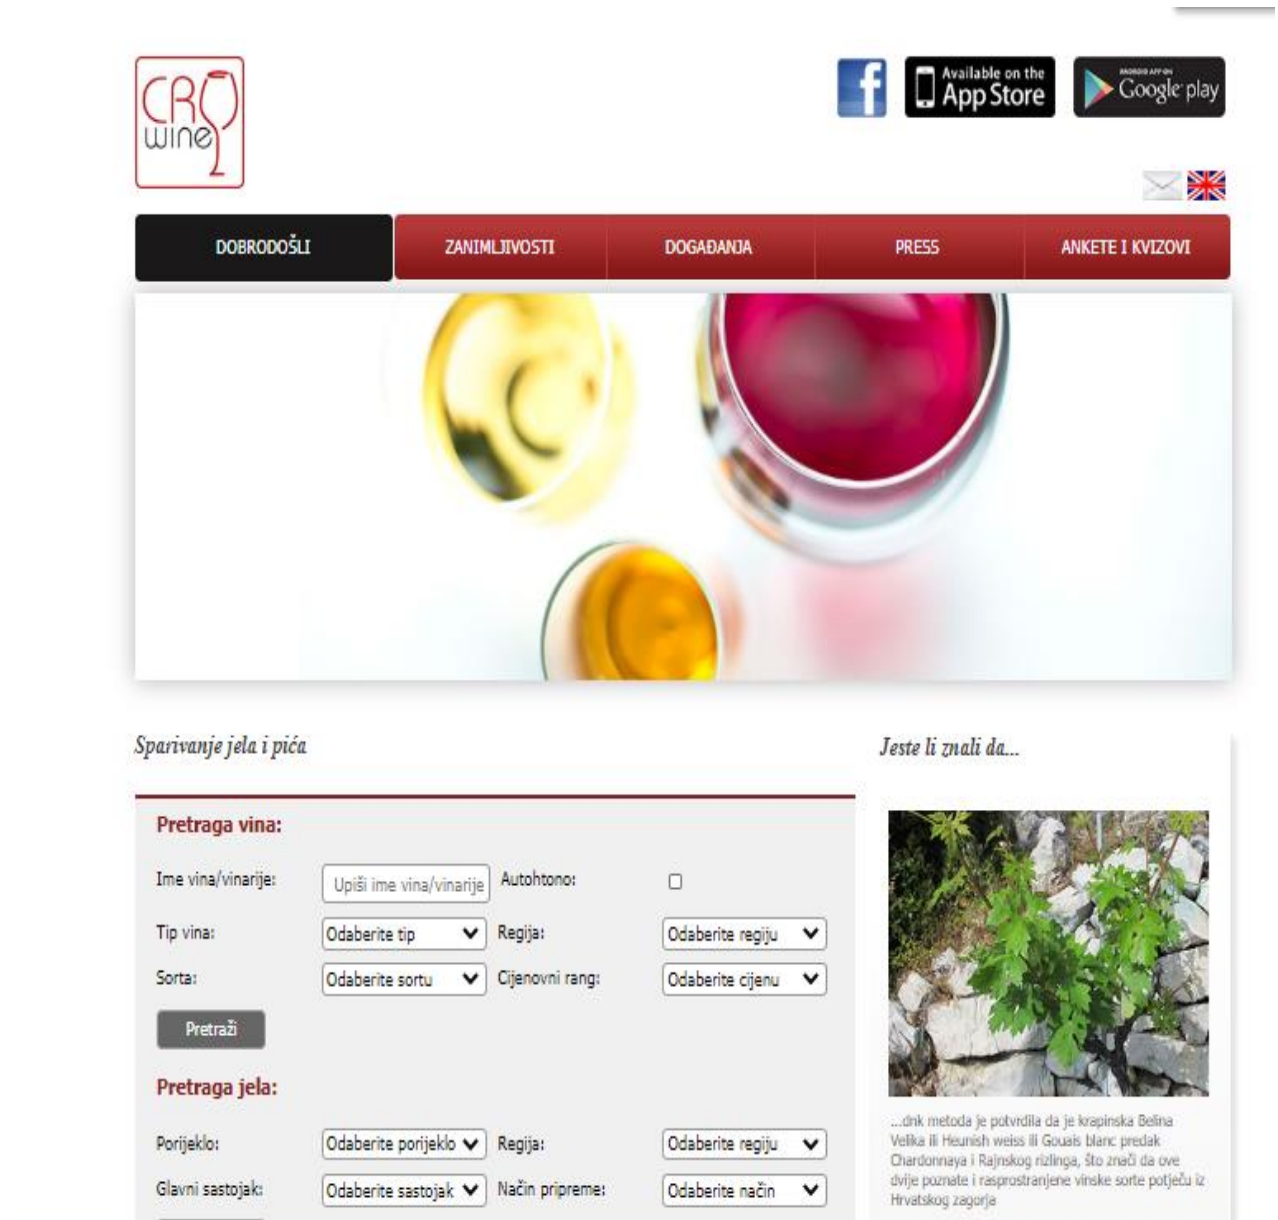 CRO
wine
Available on the
App Store
ANDROID APP ON
Google play
DOBRODOŠLI
ZANIMLJIVOSTI
DOGAĐANJA
PRESS
ANKETE I KVIZOVI
Sparivanje jela i pića
Pretraga vina:
Ime vina/vinarije:
Upiši ime vina/vinarije
Autohtono:
Tip vina:
Odaberite tip
Regija:
Odaberite regiju
Sorta:
Odaberite sortu
Cijenovni rang:
Odaberite cijenu
Pretraži
Pretraga jela:
Porijeklo:
Odaberite porijeklo
Regija:
Odaberite regiju
Glavni sastojak:
Odaberite sastojak
Način pripreme:
Odaberite način
Jeste li znali da...
...dnk metoda je potvrdila da je krapinska Belina
Velika ili Heunish weiss ili Gouais blanc predak
Chardonnaya i Rajnskog rizlinga, što znači da ove
dvije poznate i rasprostranjene vinske sorte potječu iz
Hrvatskog zagorja